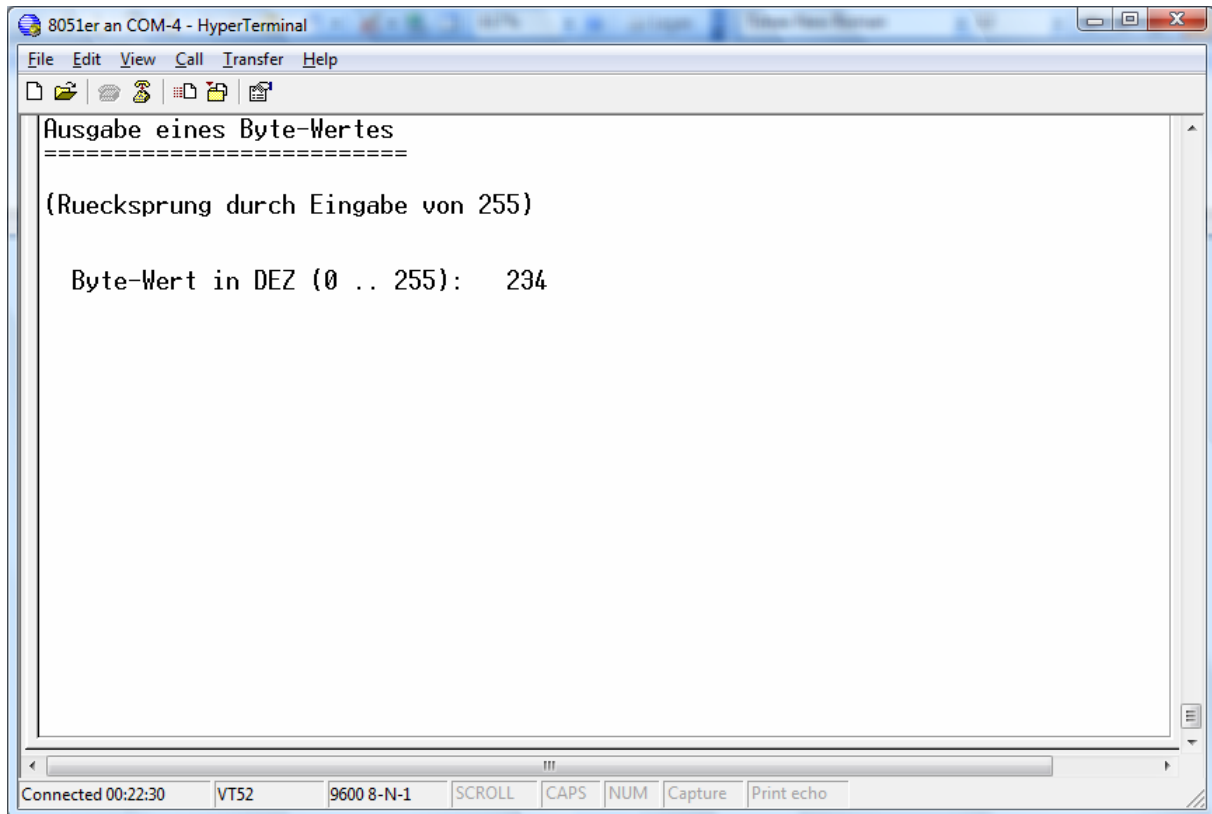 8051er an COM-4 - HyperTerminal
File Edit View Call Transfer Help
Ausgabe eines Byte-Wertes
==========================
(Ruecksprung durch Eingabe von 255)
Byte-Wert in DEZ (0 .. 255): 234
Connected 00:22:30 VT52 9600 8-N-1 SCROLL CAPS NUM Capture Print echo